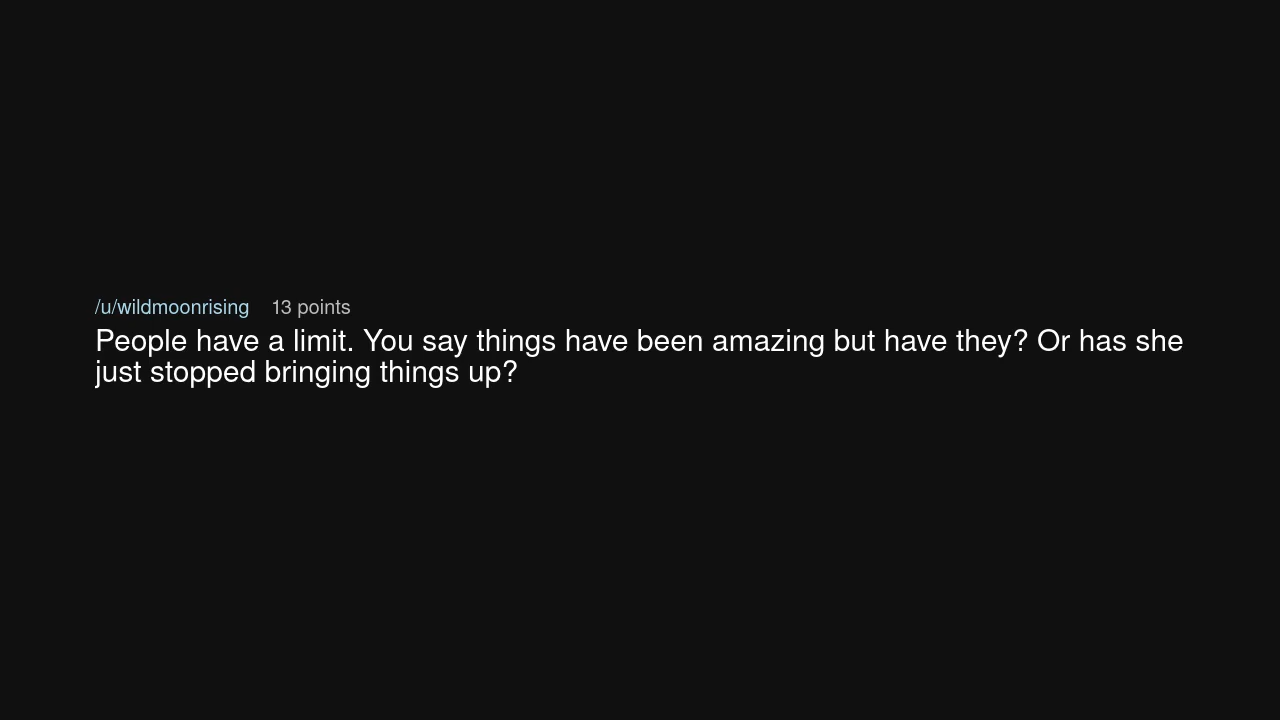 /u/wildmoonrising 13 points
People have a limit. You say things have been amazing but have they? Or has she
just stopped bringing things up?